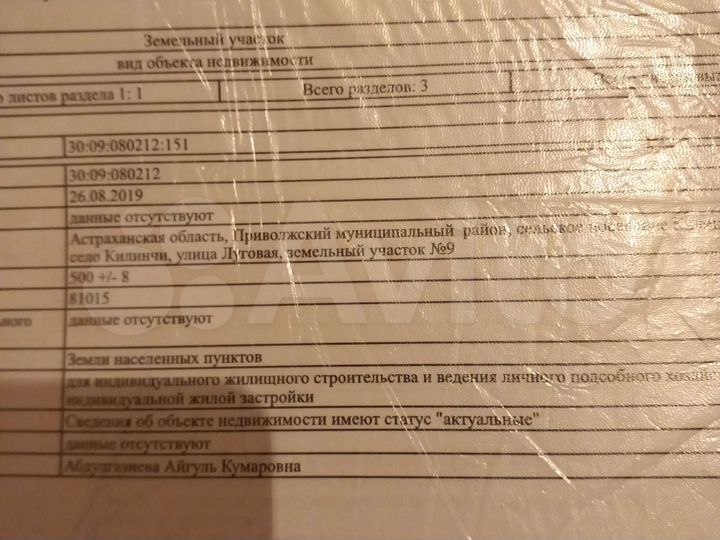 Земельный участок
вид объекта недвижимости
листов раздела 1: 1
Всего разделов: 3
30:09:080212:151
30:09:080212
26.08.2019
данные отсутствуют
Астраханская область, Приволжский муниципальный район, сельское поселение
село Килинчи, улица Луговая, земельный участок №9
500 +/- 8
81015
данные отсутствуют
Земли населенных пунктов
для индивидуального жилищного строительства и ведения личного подсобного
индивидуальной жилой застройки
Сведения об объекте недвижимости имеют статус "актуальные"
данные отсутствуют
Абдулгазиева Айгуль Кумаровна
Avito